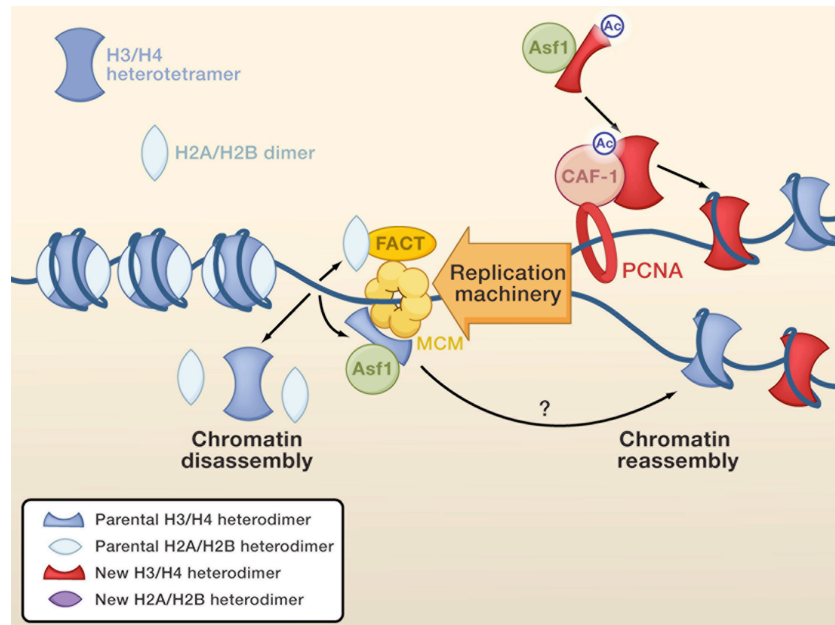 H3/H4
heterotetramer
Ac
Asf1
H2A/H2B dimer
Ac
CAF-1
FACT
Replication
machinery
PCNA
MCM
Asf1
?
Chromatin
disassembly
Chromatin
reassembly
Parental H3/H4 heterodimer
Parental H2A/H2B heterodimer
New H3/H4 heterodimer
New H2A/H2B heterodimer